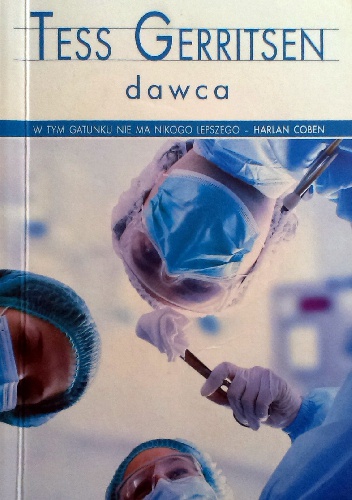 TESS GERRITSEN
dawca
W TYM GATUNKU NIE MA NIKOGO LEPSZEGO - HARLAN COBEN